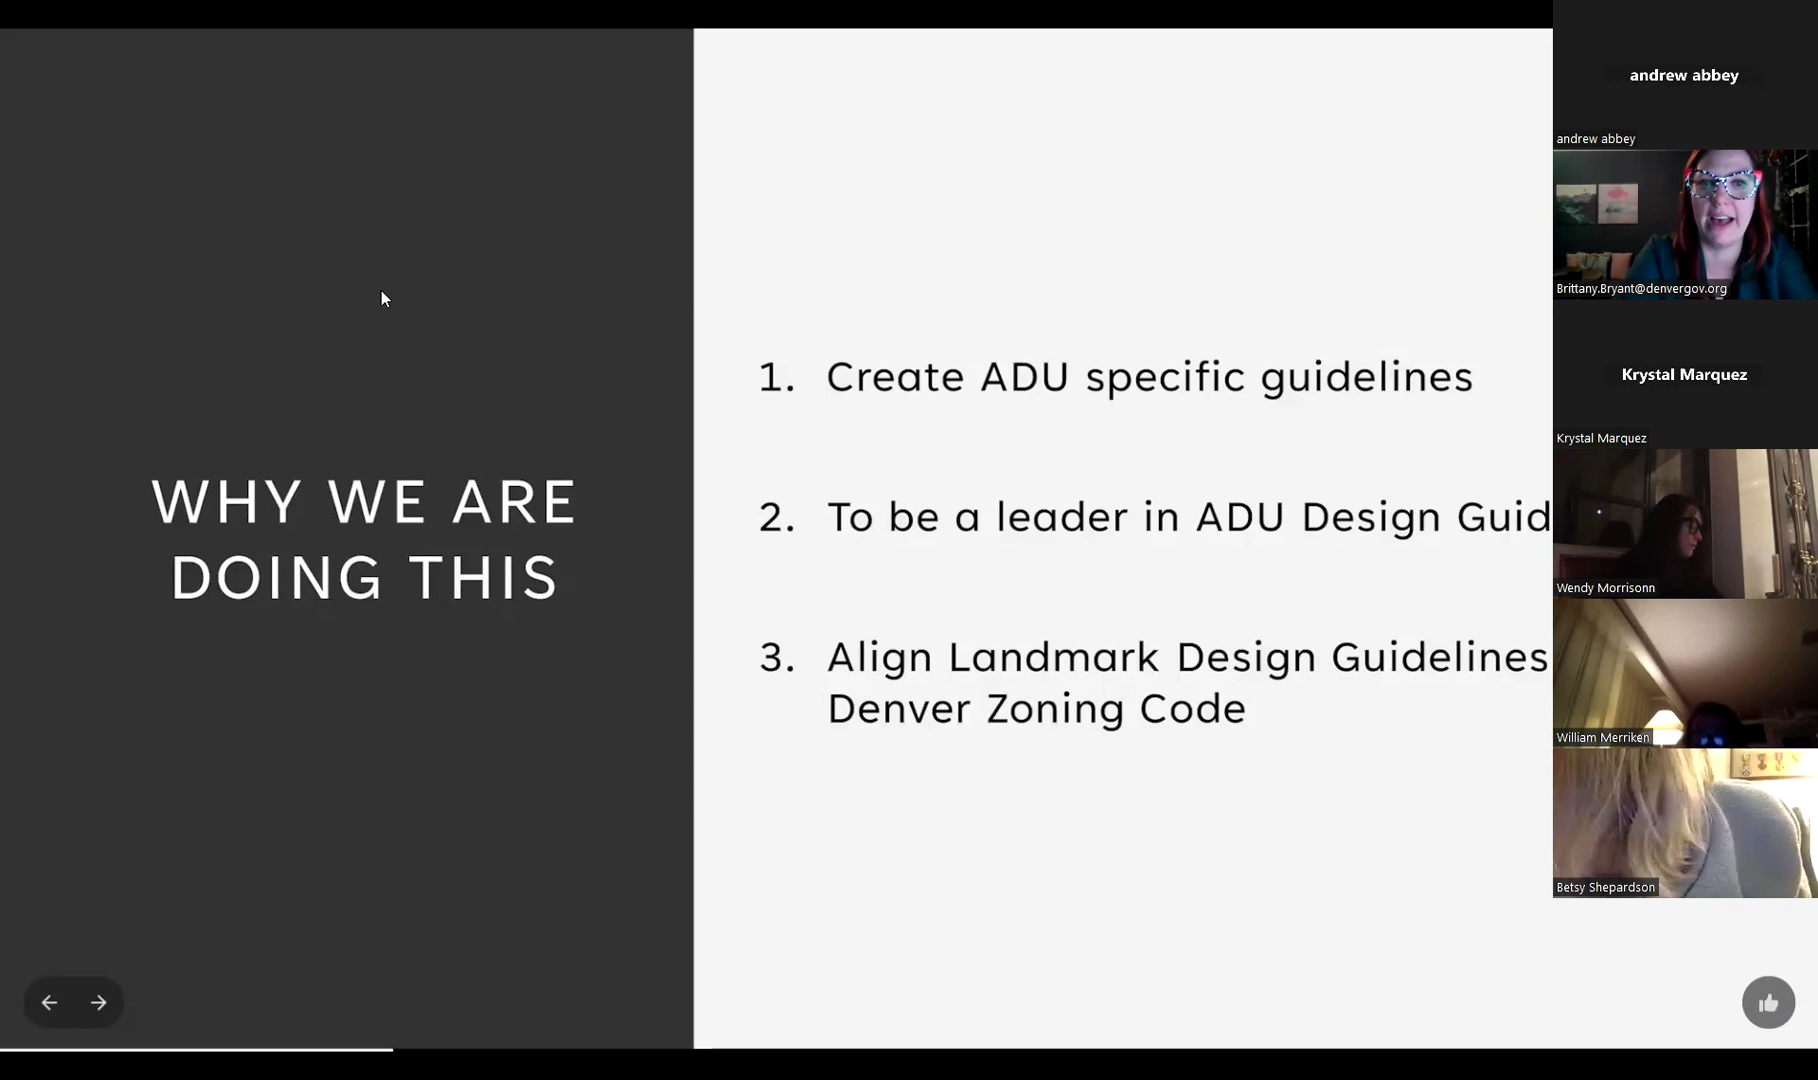 WHY WE ARE
DOING THIS
1. Create ADU specific guidelines
2. To be a leader in ADU Design Guid
3. Align Landmark Design Guidelines
Denver Zoning Code
andrew abbey
andrew abbey
Brittany.Bryant@denvergov.org
Krystal Marquez
Krystal Marquez
Wendy Morrisonn
William Merriken
Betsy Shepardson